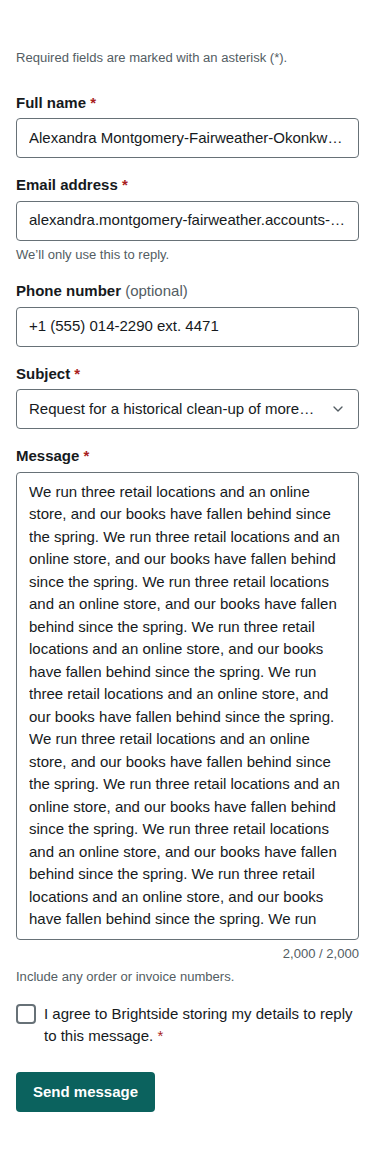 Required fields are marked with an asterisk (*).
Full name *
Alexandra Montgomery-Fairweather-Okonkw…
Email address *
alexandra.montgomery-fairweather.accounts-…
We’ll only use this to reply.
Phone number (optional)
+1 (555) 014-2290 ext. 4471
Subject *
Request for a historical clean-up of more…
Message *
We run three retail locations and an online
store, and our books have fallen behind since
the spring. We run three retail locations and an
online store, and our books have fallen behind
since the spring. We run three retail locations
and an online store, and our books have fallen
behind since the spring. We run three retail
locations and an online store, and our books
have fallen behind since the spring. We run
three retail locations and an online store, and
our books have fallen behind since the spring.
We run three retail locations and an online
store, and our books have fallen behind since
the spring. We run three retail locations and an
online store, and our books have fallen behind
since the spring. We run three retail locations
and an online store, and our books have fallen
behind since the spring. We run three retail
locations and an online store, and our books
have fallen behind since the spring. We run
2,000 / 2,000
Include any order or invoice numbers.
I agree to Brightside storing my details to reply
to this message. *
Send message